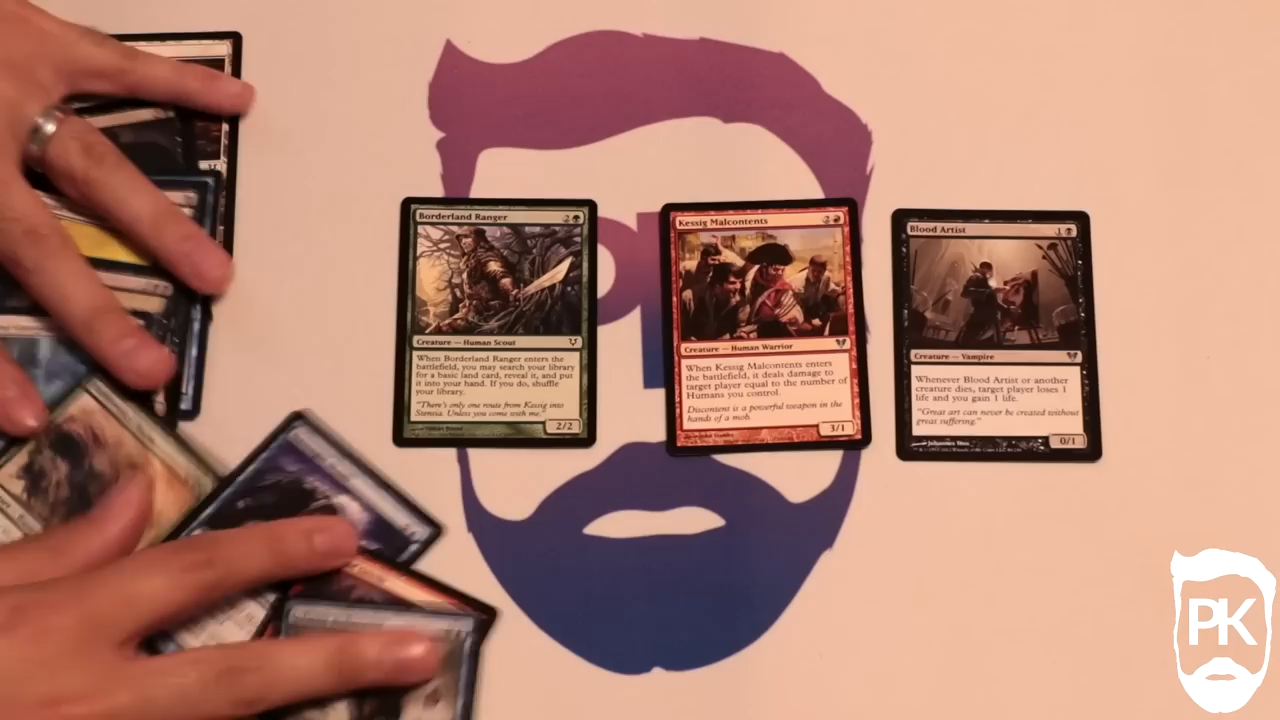 Borderland Ranger
2
Creature — Human Scout
When Borderland Ranger enters the
battlefield, you may search your library
for a basic land card, reveal it, and put
it into your hand. If you do, shuffle
your library.
"There's only one route from Kessig into
Stensia. Unless you come with me."
2/2
Kessig Malcontents
2
Creature — Human Warrior
When Kessig Malcontents enters
the battlefield, it deals damage to
target player equal to the number of
Humans you control.
Discontent is a powerful weapon in the
hands of a mob.
3/1
Blood Artist
1
Creature — Vampire
Whenever Blood Artist or another
creature dies, target player loses 1
life and you gain 1 life.
"Great art can never be created without
great suffering."
Johannes Voss
0/1
PK